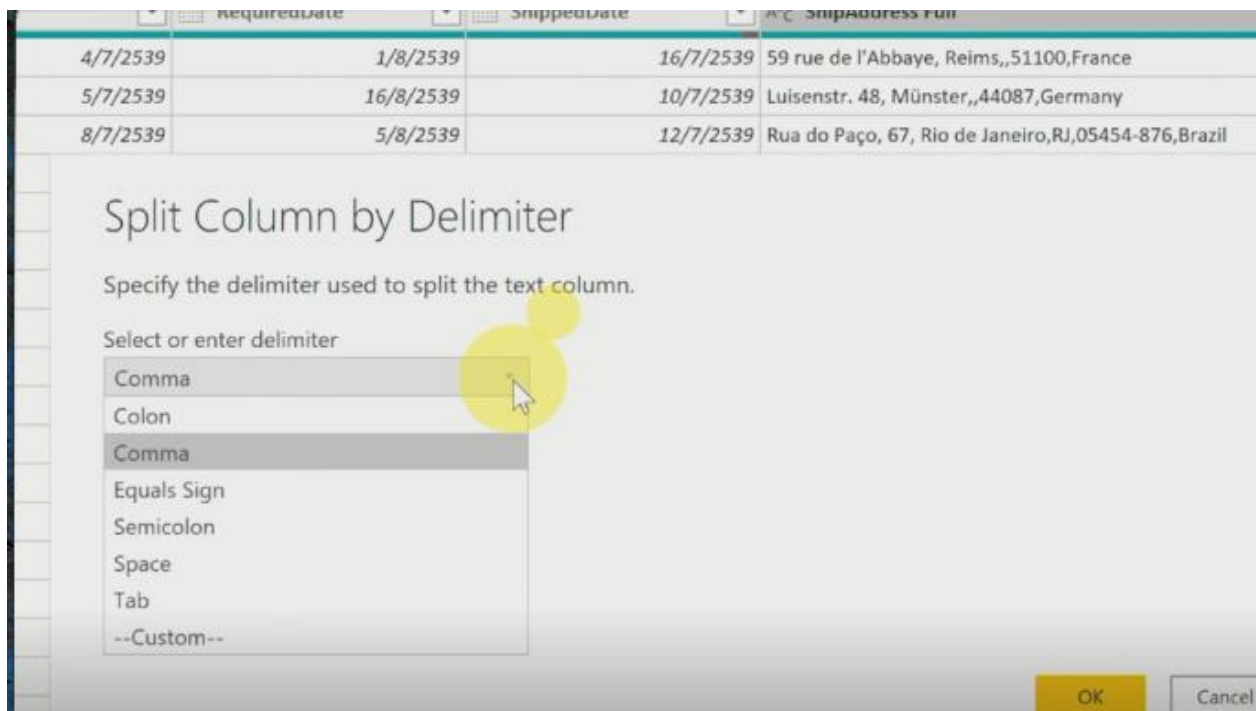 RequiredDate ShippedDate ShipAddress Full
4/7/2539 1/8/2539 16/7/2539 59 rue de l'Abbaye, Reims,,51100,France
5/7/2539 16/8/2539 10/7/2539 Luisenstr. 48, Münster,,44087,Germany
8/7/2539 5/8/2539 12/7/2539 Rua do Paço, 67, Rio de Janeiro,RJ,05454-876,Brazil
Split Column by Delimiter
Specify the delimiter used to split the text column.
Select or enter delimiter
Comma
Colon
Comma
Equals Sign
Semicolon
Space
Tab
--Custom--
OK Cancel